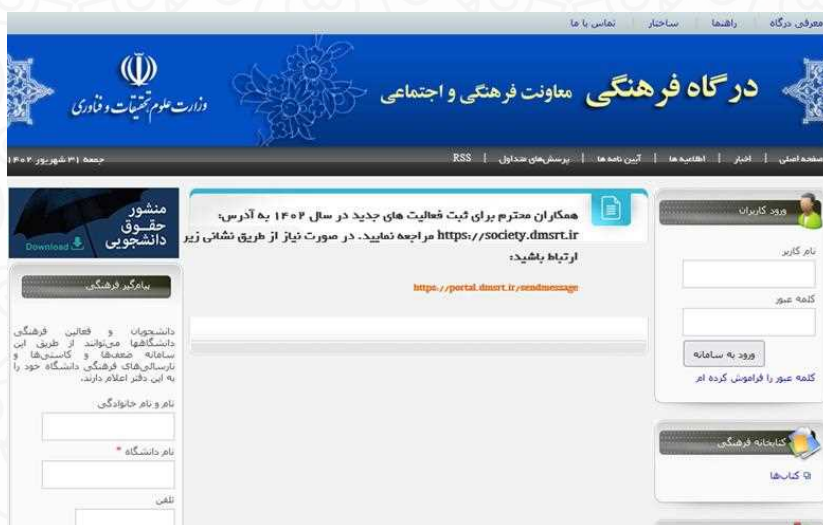 معرفی درگاه
راهنما
ساختار
تماس با ما
درگاه فرهنگی معاونت فرهنگی و اجتماعی
وزارت علوم تحقیقات و فناوری
صفحه اصلی | اخبار | اطلاعیه ها | آیین نامه ها | پرسش‌های متداول | RSS
جمعه ۳۱ شهریور ۱۴۰۲
ورود کاربران
نام کاربر
کلمه عبور
ورود به سامانه
کلمه عبور را فراموش کرده ام
کتابخانه فرهنگی
کتاب‌ها
همکاران محترم برای ثبت فعالیت های جدید در سال ۱۴۰۲ به آدرس:
https://society.dmsrt.ir مراجعه نمایید. در صورت نیاز از طریق نشانی زیر
ارتباط باشید:
https://portal.dmsrt.ir/sendmessage
منشور
حقـوق
دانشجویی
Download
پیام‌گیر فرهنگی
دانشجویان و فعالین فرهنگی
دانشگاهها می‌توانند از طریق این
سامانه ضعف‌ها و کاستی‌ها و
نارسائی‌های فرهنگی دانشگاه خود را
به این دفتر اعلام دارند.
نام و نام خانوادگی
نام دانشگاه *
تلفن